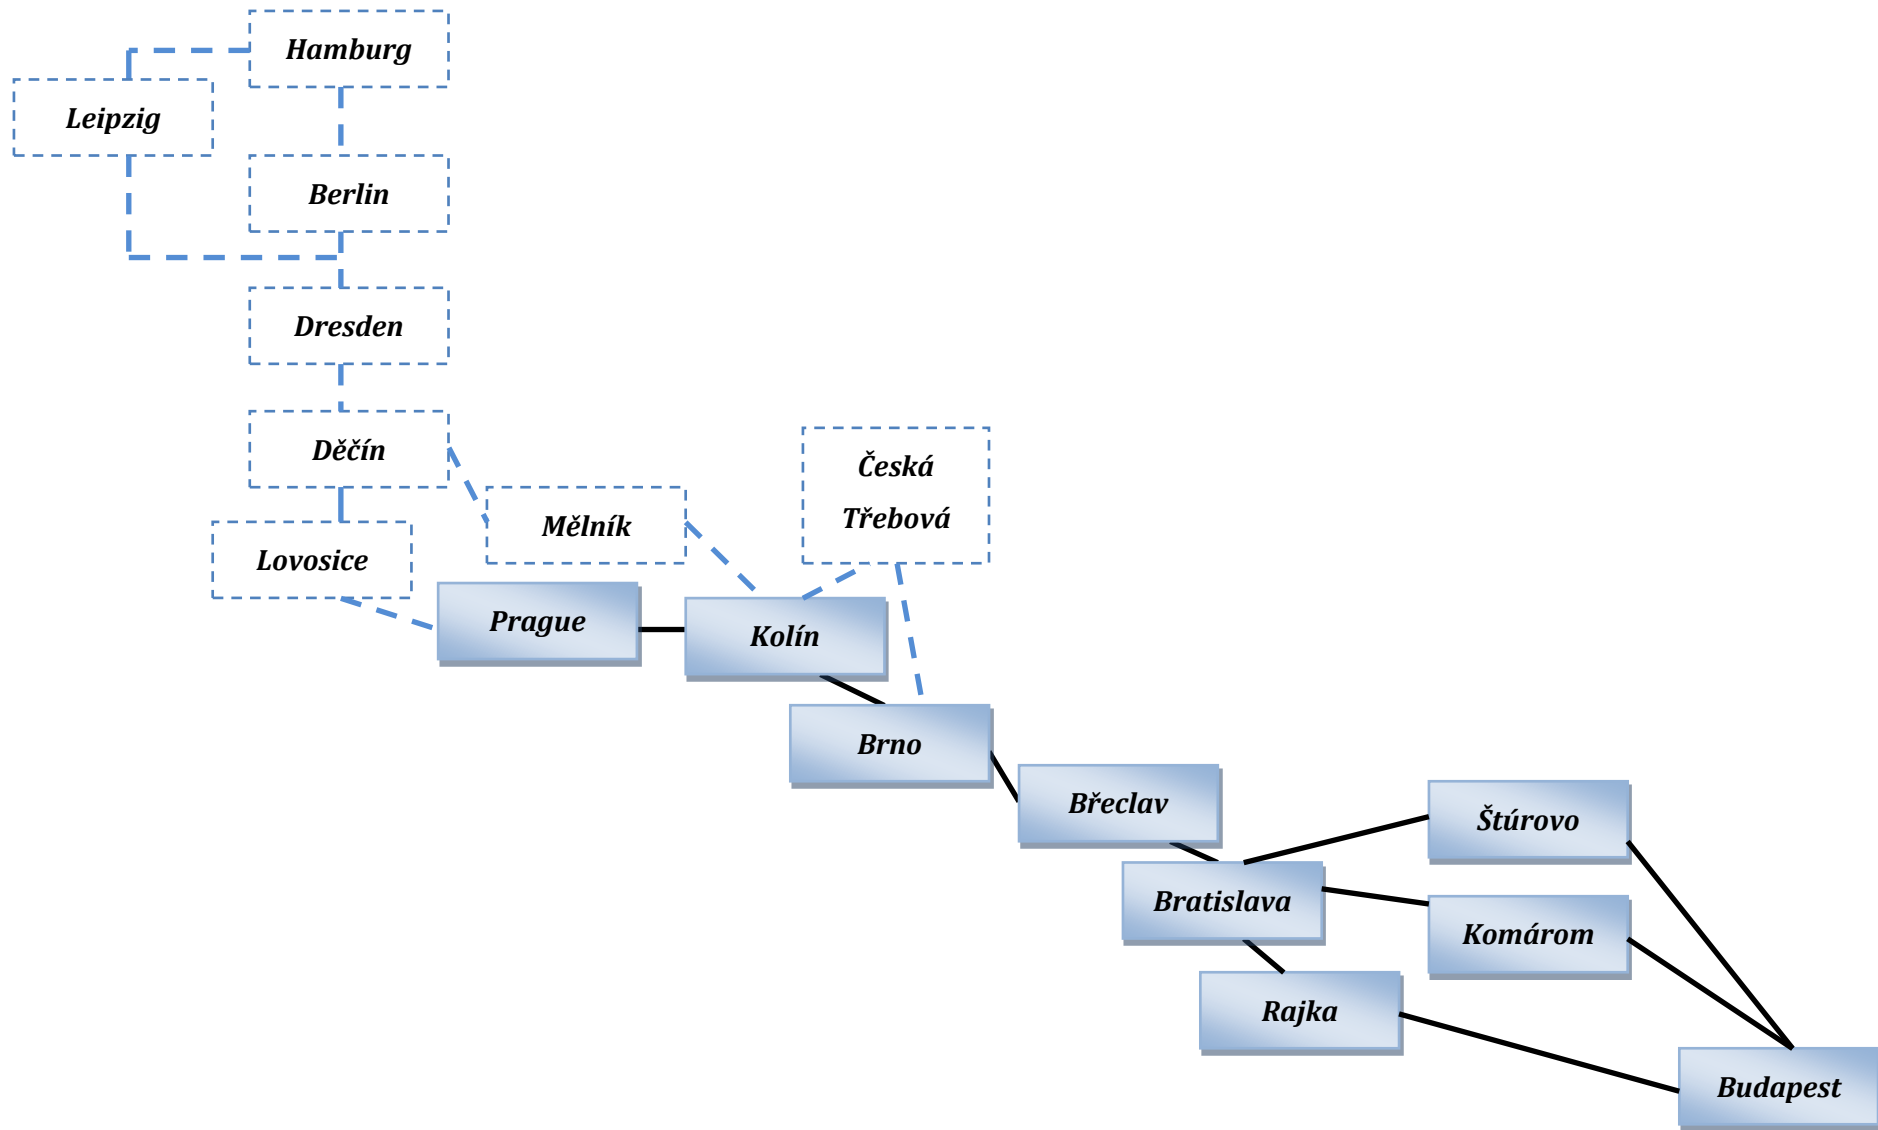 Hamburg
Leipzig
Berlin
Dresden
Děčín
Česká
Třebová
Mělník
Lovosice
Prague
Kolín
Brno
Břeclav
Štúrovo
Bratislava
Komárom
Rajka
Budapest